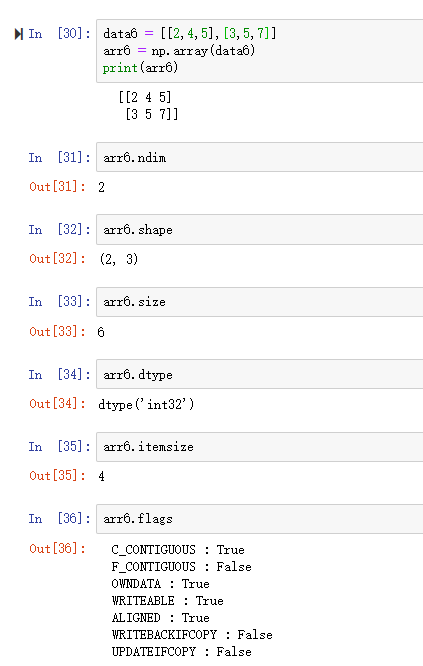 In [30]: data6 = [[2,4,5],[3,5,7]]
arr6 = np.array(data6)
print(arr6)
[[2 4 5]
[3 5 7]]
In [31]: arr6.ndim
Out[31]: 2
In [32]: arr6.shape
Out[32]: (2, 3)
In [33]: arr6.size
Out[33]: 6
In [34]: arr6.dtype
Out[34]: dtype('int32')
In [35]: arr6.itemsize
Out[35]: 4
In [36]: arr6.flags
Out[36]: C_CONTIGUOUS : True
F_CONTIGUOUS : False
OWNDATA : True
WRITEABLE : True
ALIGNED : True
WRITEBACKIFCOPY : False
UPDATEIFCOPY : False